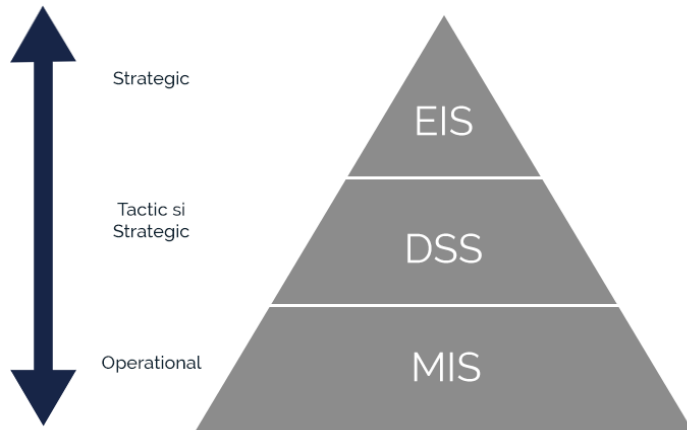 Strategic
EIS
Tactic si
Strategic
DSS
Operational
MIS